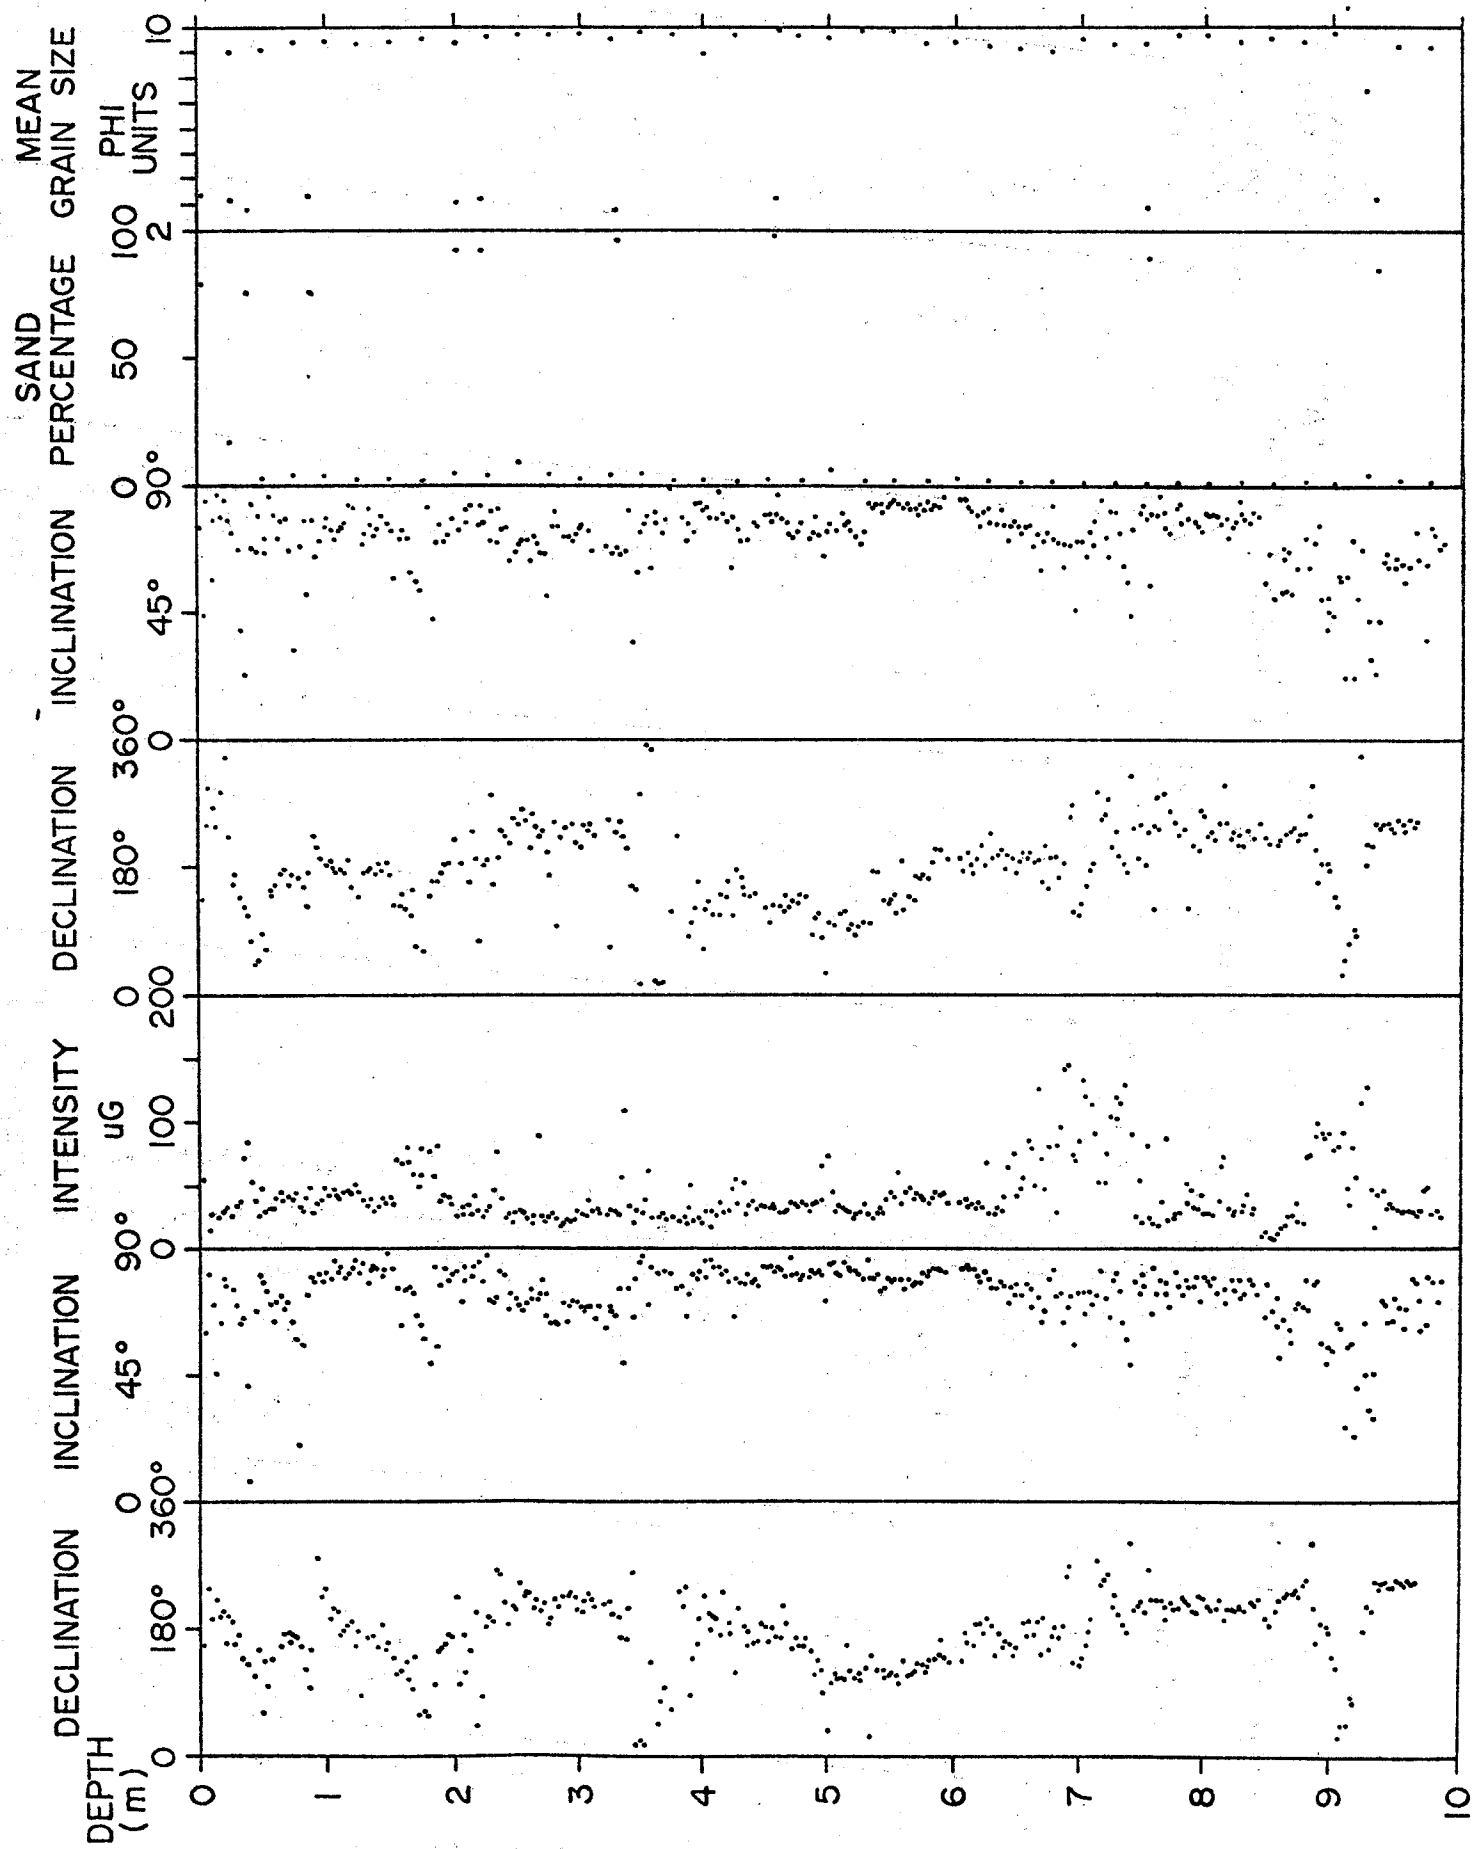 DEPTH
(m)
DECLINATION
INCLINATION
INTENSITY
uG
DECLINATION
INCLINATION
SAND
PERCENTAGE
MEAN
GRAIN SIZE
PHI
UNITS
0 180° 360°
0 45° 90°
0 100 200
0 180° 360°
0 45° 90°
0 50 100
2 10
0
1
2
3
4
5
6
7
8
9
10